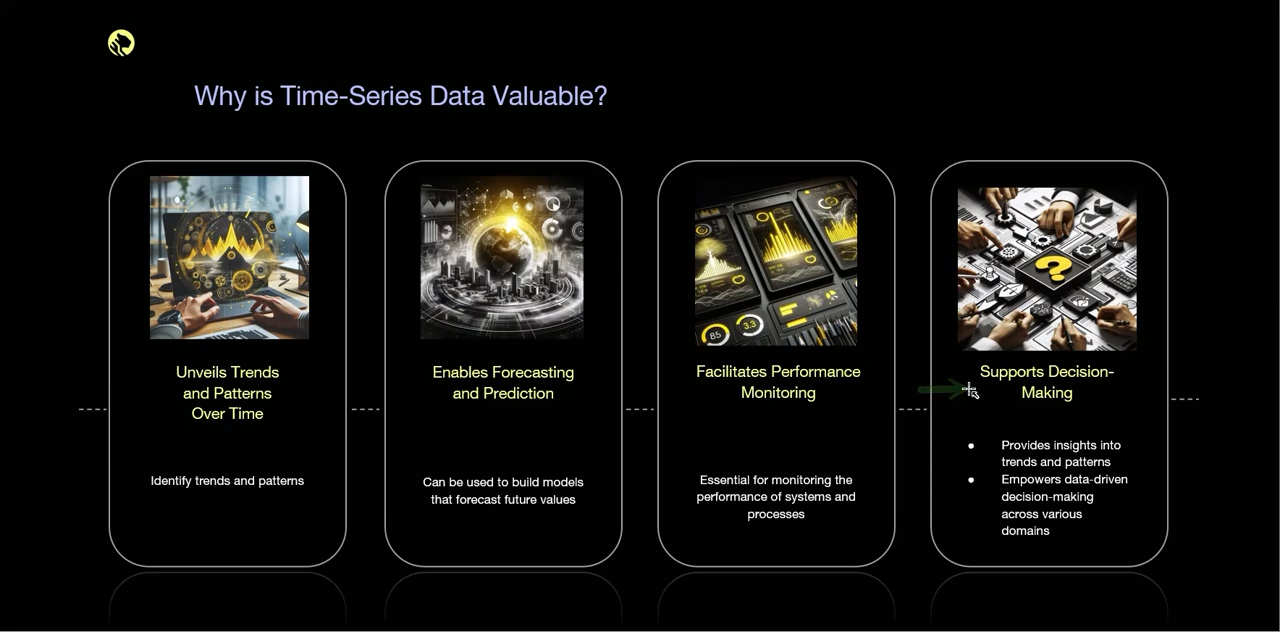 Why is Time-Series Data Valuable?
Unveils Trends
and Patterns
Over Time
Identify trends and patterns
Enables Forecasting
and Prediction
Can be used to build models
that forecast future values
85
3.3
Facilitates Performance
Monitoring
Essential for monitoring the
performance of systems and
processes
?
Supports Decision-
Making
● Provides insights into
trends and patterns
● Empowers data-driven
decision-making
across various
domains